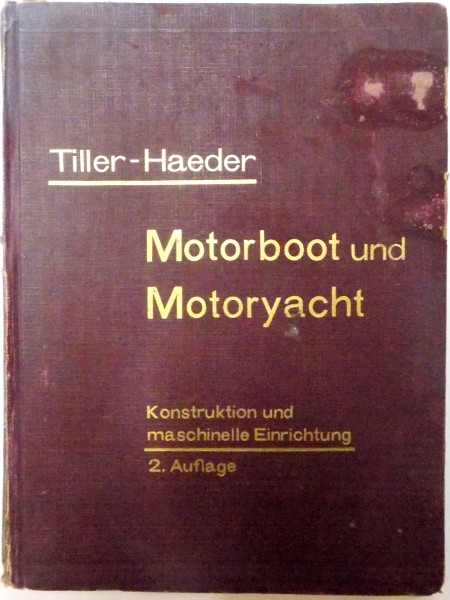 Tiller-Haeder
Motorboot und
Motoryacht
Konstruktion und
maschinelle Einrichtung
2. Auflage